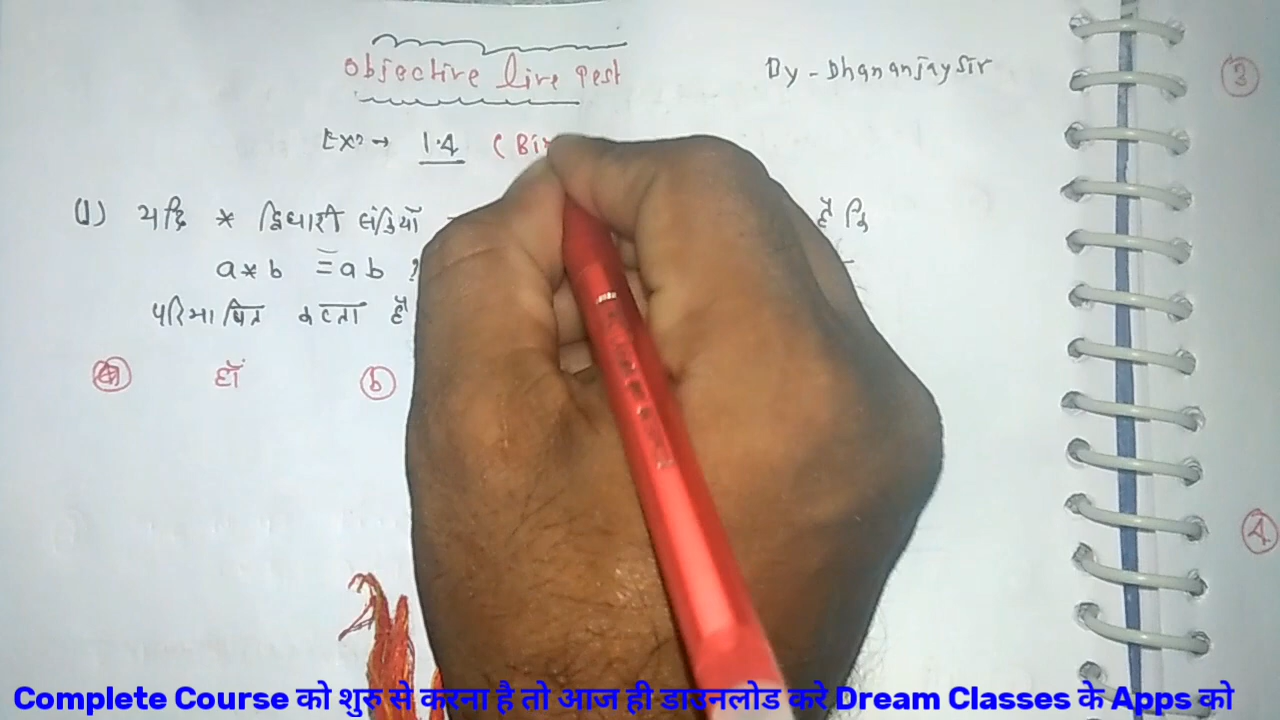 Objective live Test
By - Dhananjay Sir
Ex? → 1.4 ( Bi
(1) यदि * द्विधारी संक्रियाँ है कि
a * b = ab
परिभाषित करता है
हाँ (b)
3
4
Complete Course को शुरु से करना है तो आज ही डाउनलोड करे Dream Classes के Apps को